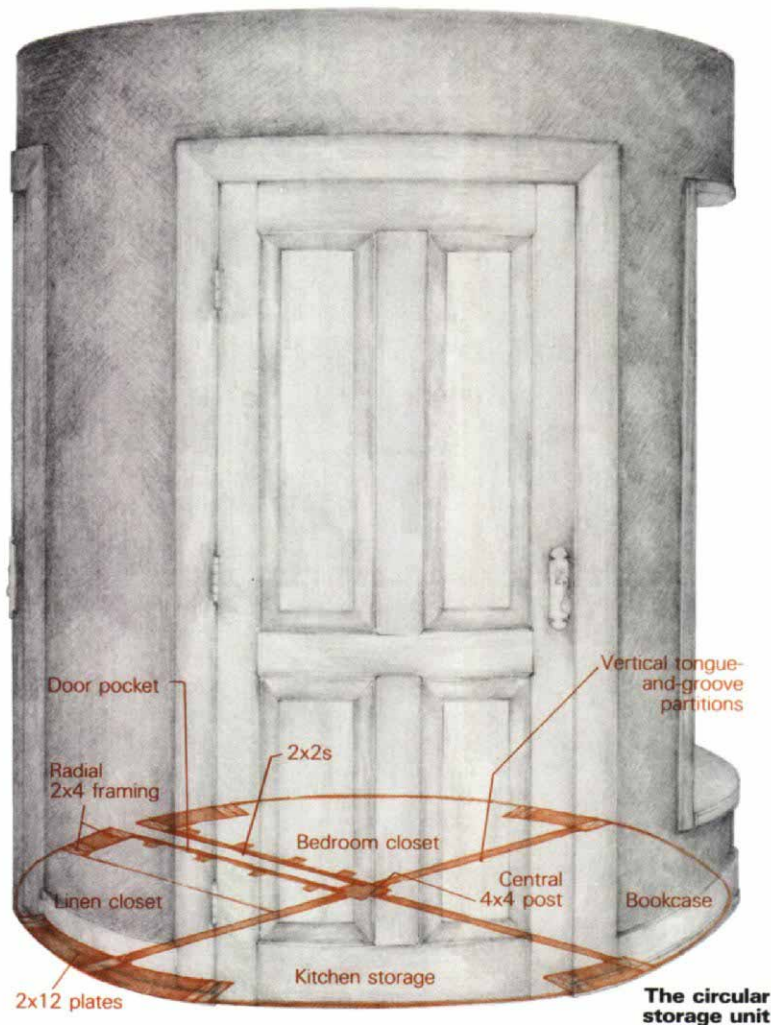 Vertical tongue-
and-groove
partitions
Door pocket
2x2s
Radial
2x4 framing
Bedroom closet
Central
4x4 post
Linen closet
Bookcase
Kitchen storage
2x12 plates
The circular
storage unit